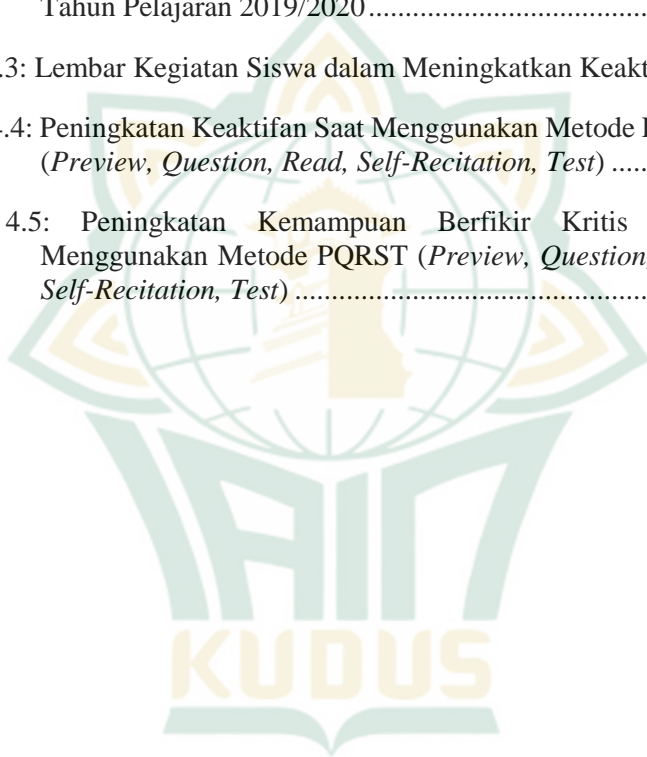 Tahun Pelajaran 2019/2020................................................
.3: Lembar Kegiatan Siswa dalam Meningkatkan
.4: Peningkatan Keaktifan Saat Menggunakan Metode
(Preview, Question, Read, Self-Recitation, Test) .....
4.5: Peningkatan Kemampuan Berfikir Kritis
Menggunakan Metode PQRST (Preview, Question,
Self-Recitation, Test) ................................................
IAIN
KUDUS